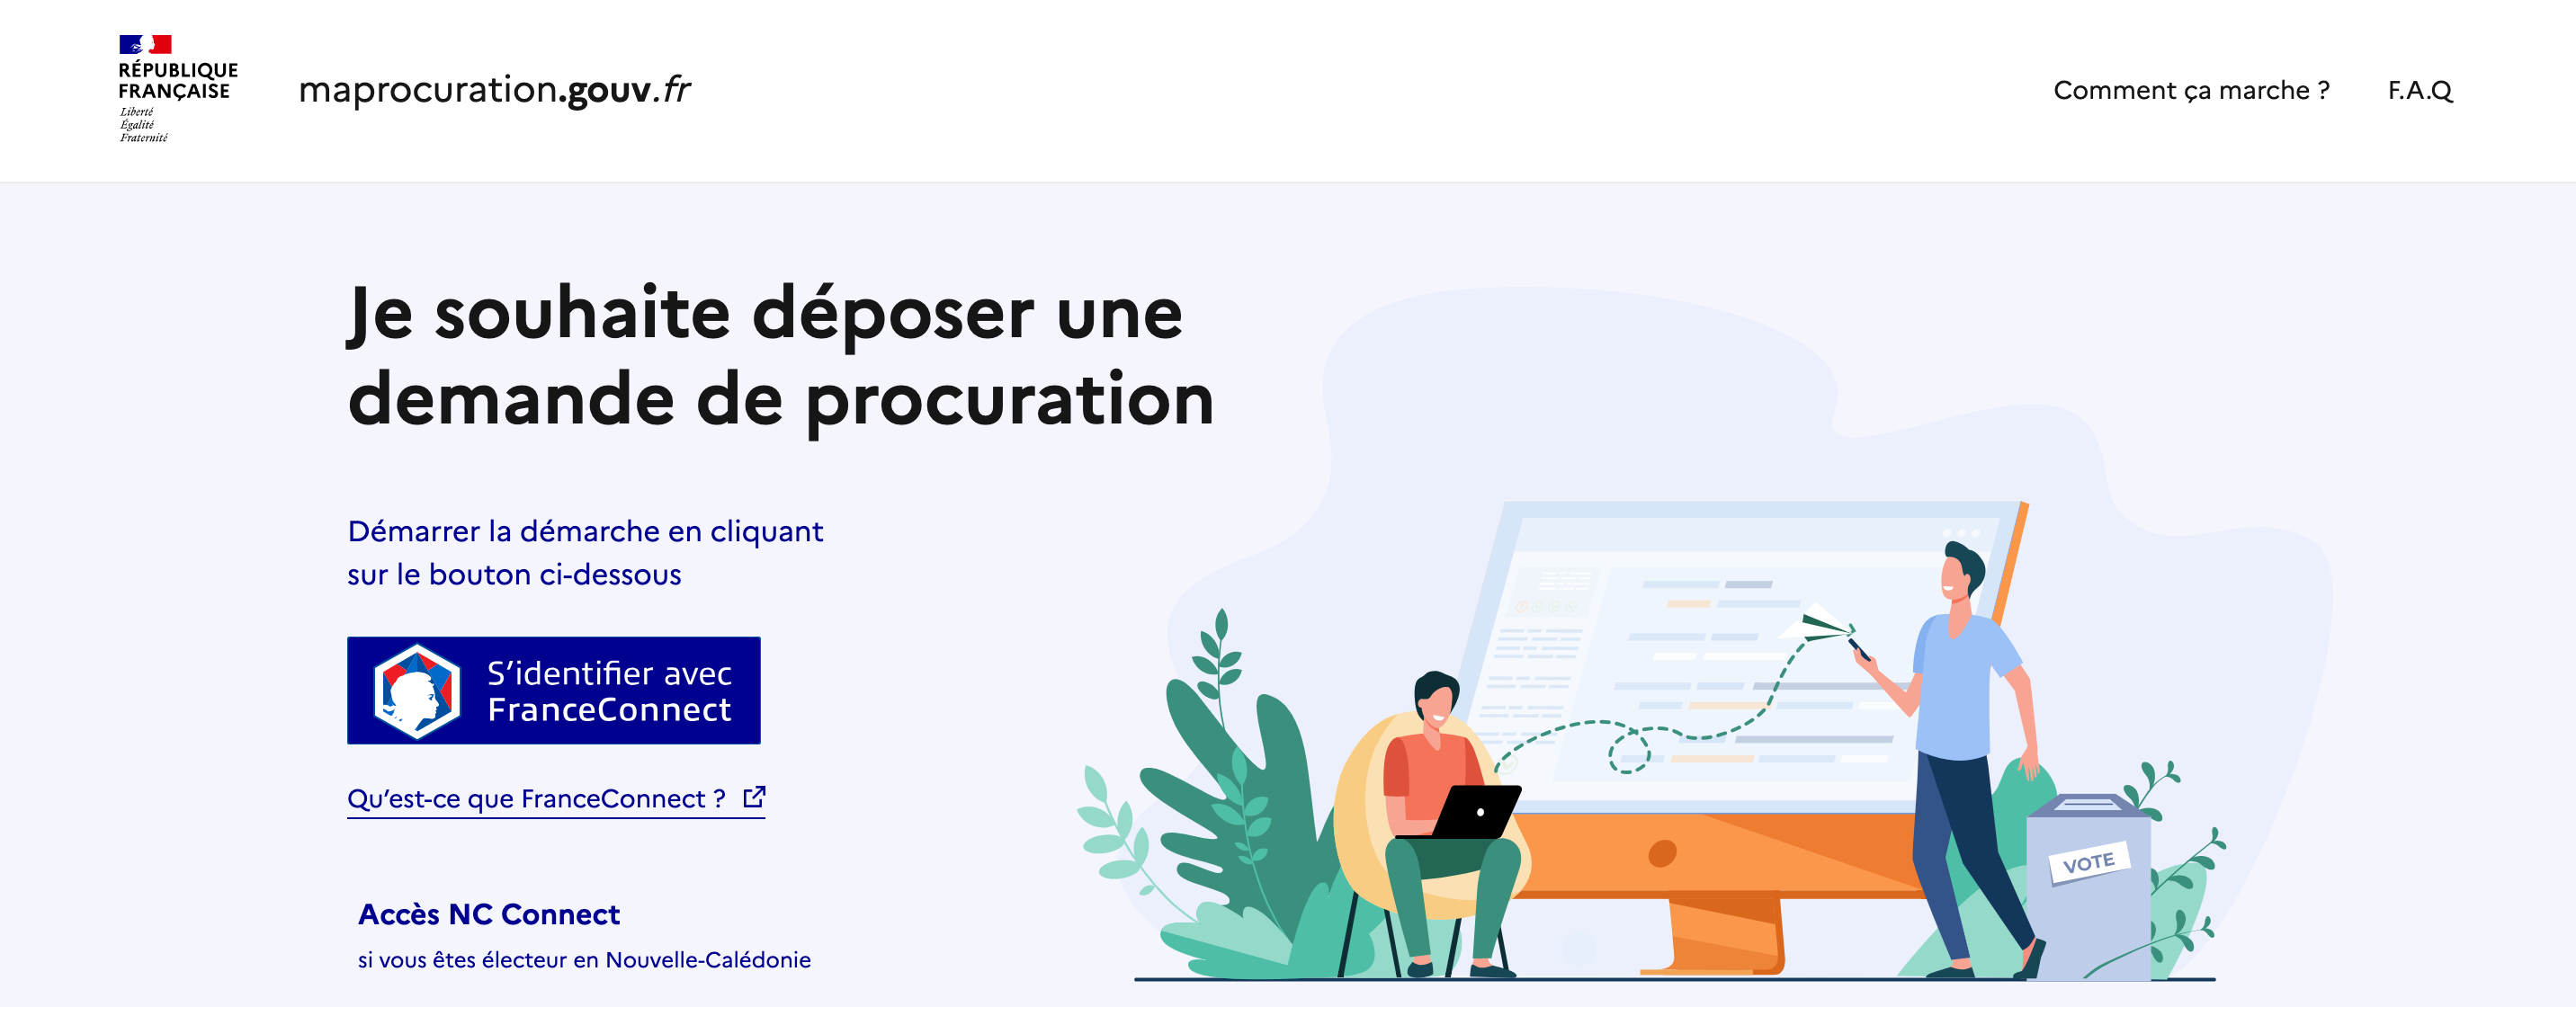 RÉPUBLIQUE
FRANÇAISE
Liberté
Égalité
Fraternité
maprocuration.gouv.fr
Comment ça marche ?
F.A.Q
Je souhaite déposer une
demande de procuration
Démarrer la démarche en cliquant
sur le bouton ci-dessous
S’identifier avec
FranceConnect
Qu’est-ce que FranceConnect ?
Accès NC Connect
si vous êtes électeur en Nouvelle-Calédonie
VOTE